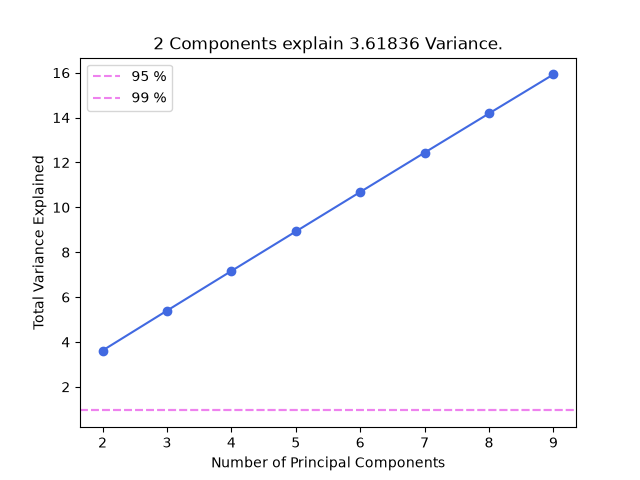 2 Components explain 3.61836 Variance.
95 %
99 %
Total Variance Explained
16
14
12
10
8
6
4
2
2 3 4 5 6 7 8 9
Number of Principal Components